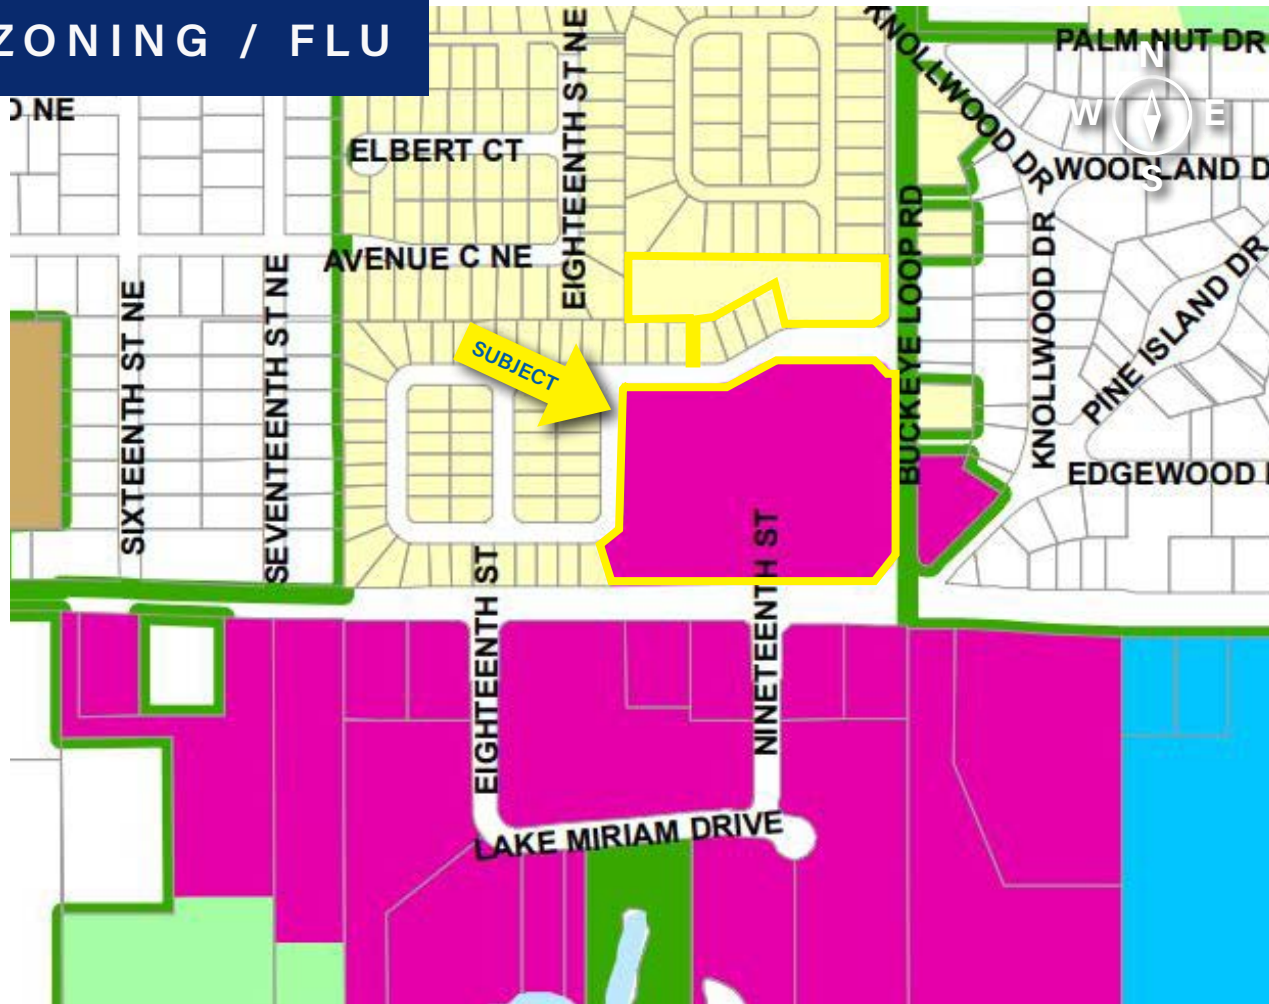 ZONING / FLU
PALM NUT DR
N
W E
S
KNOLLWOOD DR
WOODLAND D
D NE
ELBERT CT
EIGHTEENTH ST NE
AVENUE C NE
BUCKEYE LOOP RD
KNOLLWOOD DR
PINE ISLAND DR
SIXTEENTH ST NE
SEVENTEENTH ST NE
SUBJECT
EDGEWOOD
EIGHTEENTH ST
NINETEENTH ST
LAKE MIRIAM DRIVE